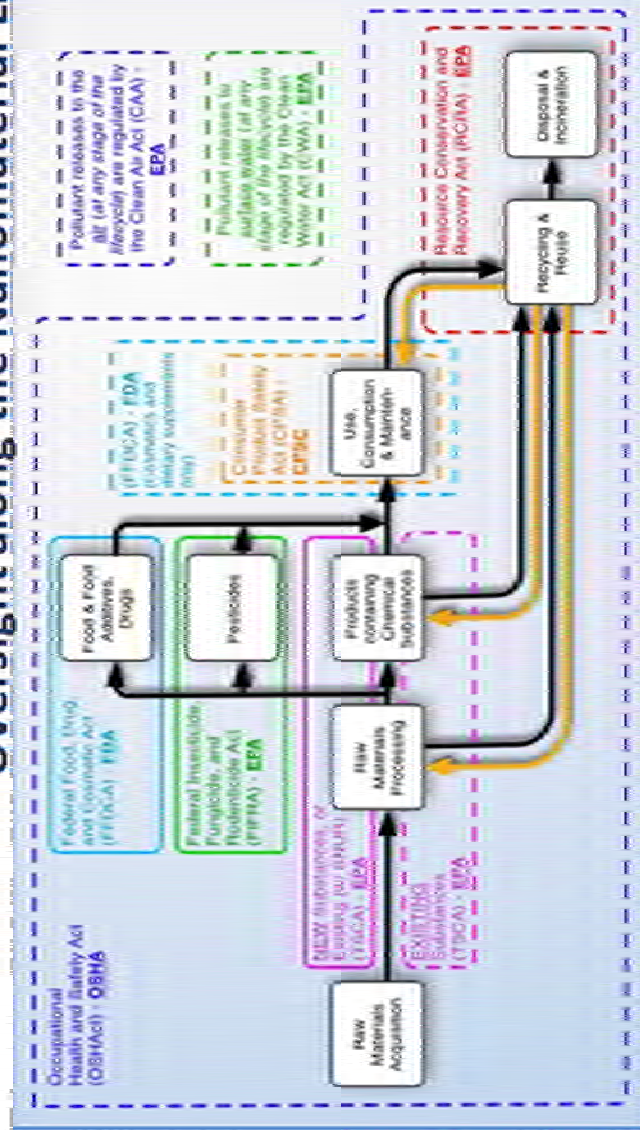 Oversight along the Nanomaterial
Occupational
Health and Safety Act
(OSHAct) - OSHA
Federal Food, Drug
and Cosmetic Act
(FFDCA) - FDA
Food & Food
Additives,
Drugs
Federal Insecticide,
Fungicide, and
Rodenticide Act
(FIFRA) - EPA
Pesticides
NEW Substances, or
Existing (w/
(TSCA) - EPA
EXISTING
Substances
(TSCA) - EPA
Raw
Materials
Acquisition
Raw
Materials
Processing
Products
containing
Chemical
Substances
(FFDCA) - FDA
(Cosmetics and
dietary supplements
only)
Consumer
Product Safety
Act (CPSA) -
CPSC
Use,
Consumption
& Mainten-
ance
Pollutant releases to the
air (at any stage of the
lifecycle) are regulated by
the Clean Air Act (CAA) -
EPA
Pollutant releases to
surface water (at any
stage of the lifecycle) are
regulated by the Clean
Water Act (CWA) - EPA
Resource Conservation and
Recovery Act (RCRA) - EPA
Recycling &
Reuse
Disposal &
Incineration